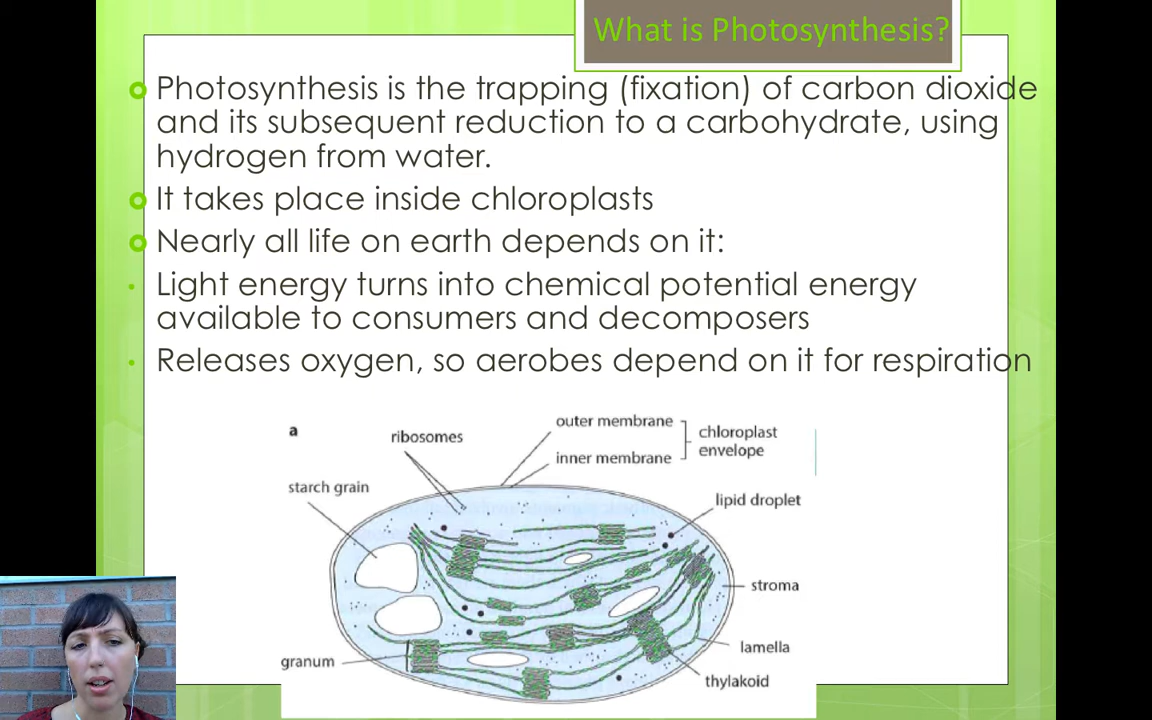 What is Photosynthesis?
Photosynthesis is the trapping (fixation) of carbon dioxide
and its subsequent reduction to a carbohydrate, using
hydrogen from water.
It takes place inside chloroplasts
Nearly all life on earth depends on it:
Light energy turns into chemical potential energy
available to consumers and decomposers
Releases oxygen, so aerobes depend on it for respiration
a
ribosomes
outer membrane
inner membrane
chloroplast
envelope
starch grain
lipid droplet
stroma
lamella
granum
thylakoid